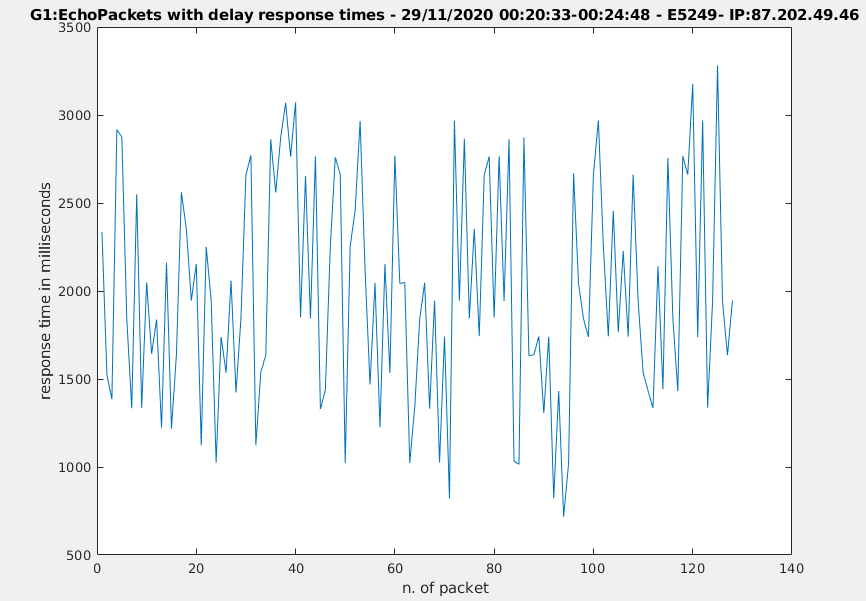 G1:EchoPackets with delay response times - 29/11/2020 00:20:33-00:24:48 - E5249- IP:87.202.49.46
3500
3000
2500
2000
1500
1000
500
response time in milliseconds
0 20 40 60 80 100 120 140
n. of packet